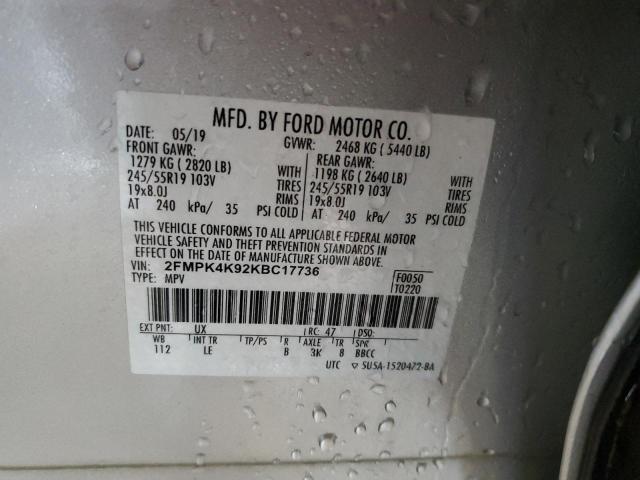 MFD. BY FORD MOTOR CO.
DATE: 05/19 GVWR: 2468 KG ( 5440 LB)
FRONT GAWR: REAR GAWR:
1279 KG ( 2820 LB) WITH 1198 KG ( 2640 LB) WITH
245/55R19 103V TIRES 245/55R19 103V TIRES
19x8.0J RIMS 19x8.0J RIMS
AT 240 kPa/ 35 PSI COLD AT 240 kPa/ 35 PSI COLD
THIS VEHICLE CONFORMS TO ALL APPLICABLE FEDERAL MOTOR
VEHICLE SAFETY AND THEFT PREVENTION STANDARDS IN
EFFECT ON THE DATE OF MANUFACTURE SHOWN ABOVE.
VIN: 2FMPK4K92KBC17736 F0050
TYPE: MPV T0220
EXT PNT: UX RC: 47 DSO:
WB INT TR TP/PS R AXLE TR SPR
112 LE B 3K 8 BBCC
UTC ▽ 5U5A-1520472-BA